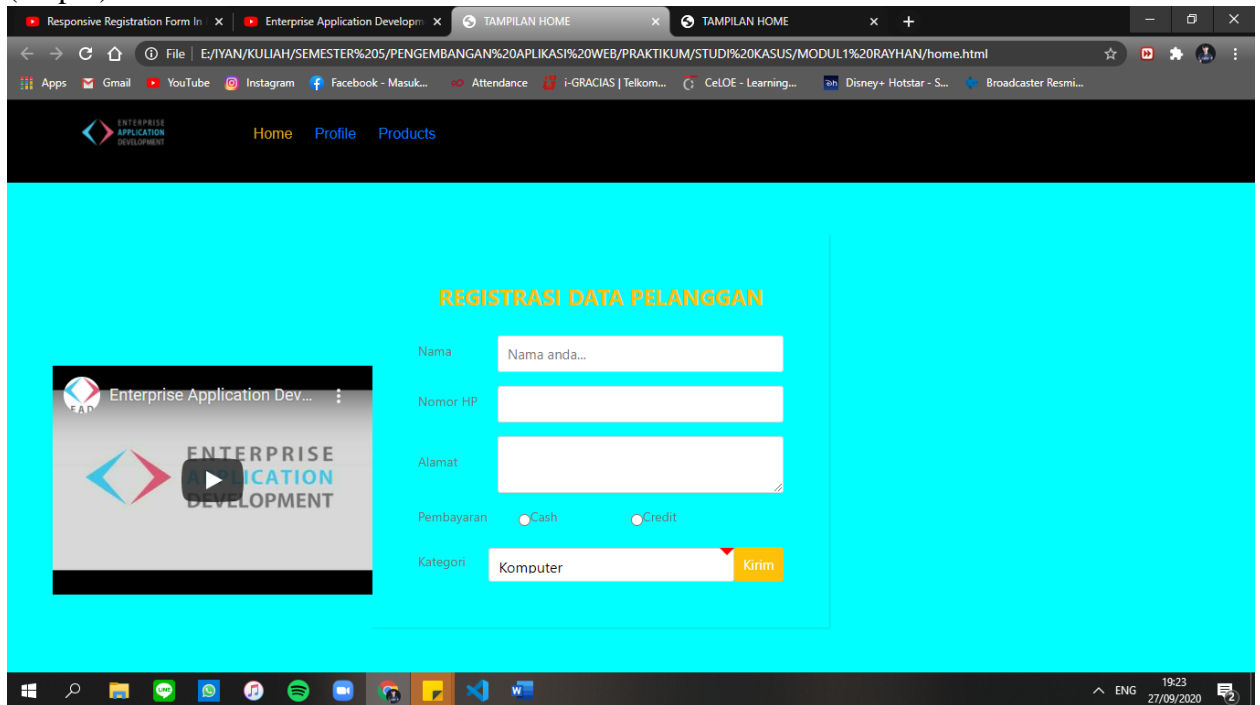 Responsive Registration Form In
Enterprise Application Developm
TAMPILAN HOME
TAMPILAN HOME
File
E:/IYAN/KULIAH/SEMESTER%205/PENGEMBANGAN%20APLIKASI%20WEB/PRAKTIKUM/STUDI%20KASUS/MODUL1%20RAYHAN/home.html
Apps
Gmail
YouTube
Instagram
Facebook - Masuk...
Attendance
i-GRACIAS | Telkom...
CeLOE - Learning...
Disney+ Hotstar - S...
Broadcaster Resmi...
ENTERPRISE
APPLICATION
DEVELOPMENT
Home
Profile
Products
REGISTRASI DATA PELANGGAN
Nama
Nama anda...
Nomor HP
Alamat
Pembayaran
Cash
Credit
Kategori
Komputer
Kirim
Enterprise Application Dev...
EAD
ENTERPRISE
APPLICATION
DEVELOPMENT
ENG
19:23
27/09/2020
2